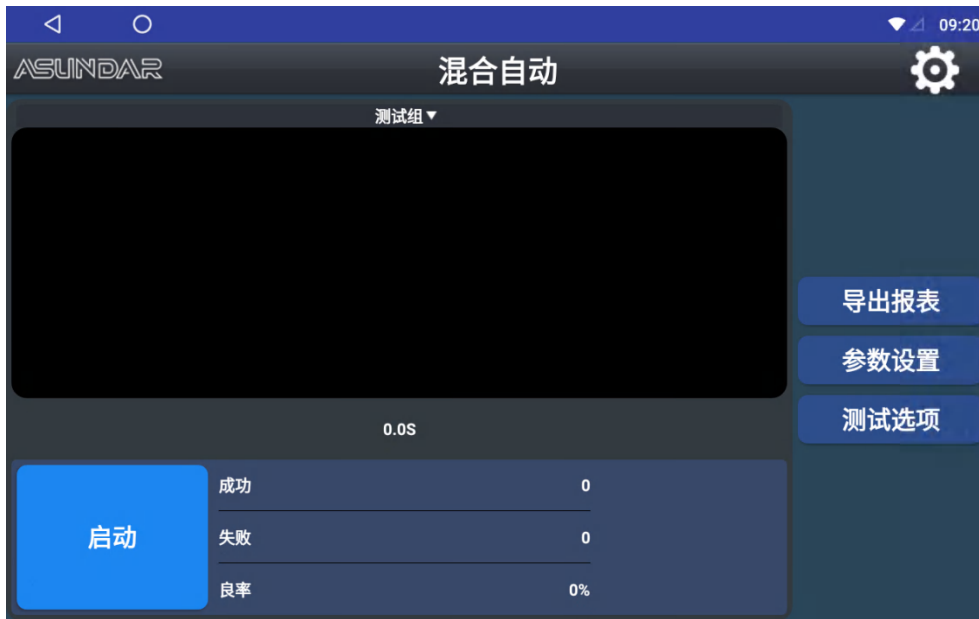 09:20
ASUNDAR
混合自动
测试组▼
导出报表
参数设置
测试选项
0.0S
启动
成功 0
失败 0
良率 0%